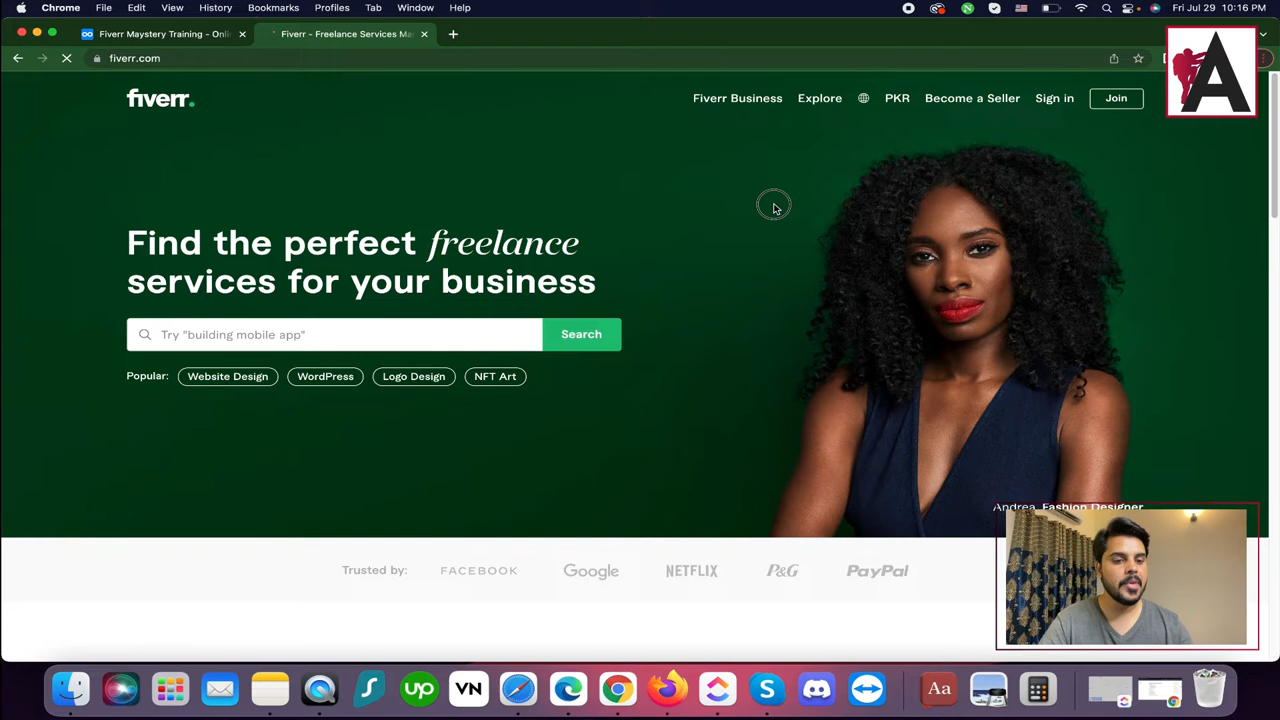 Chrome File Edit View History Bookmarks Profiles Tab Window Help Fri Jul 29 10:16 PM
Fiverr Maystery Training - Onli Fiverr - Freelance Services Ma
fiverr.com
A
fiverr. Fiverr Business Explore PKR Become a Seller Sign in Join
Find the perfect freelance
services for your business
Try "building mobile app" Search
Popular: Website Design WordPress Logo Design NFT Art
Andrea, Fashion Designer
Trusted by: FACEBOOK Google NETFLIX P&G PayPal
up VN Aa